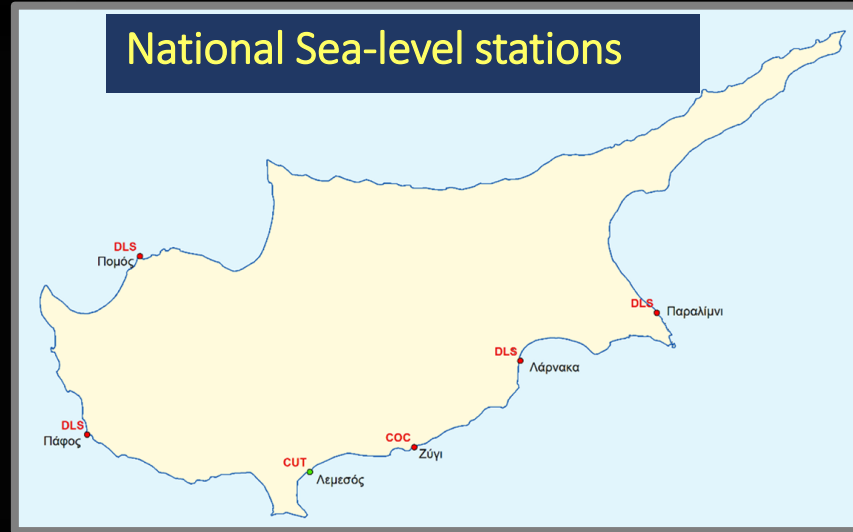 National Sea-level stations
DLS
Πομός
DLS
Παραλίμνι
DLS
Λάρνακα
DLS
Πάφος
COC
Ζύγι
CUT
Λεμεσός